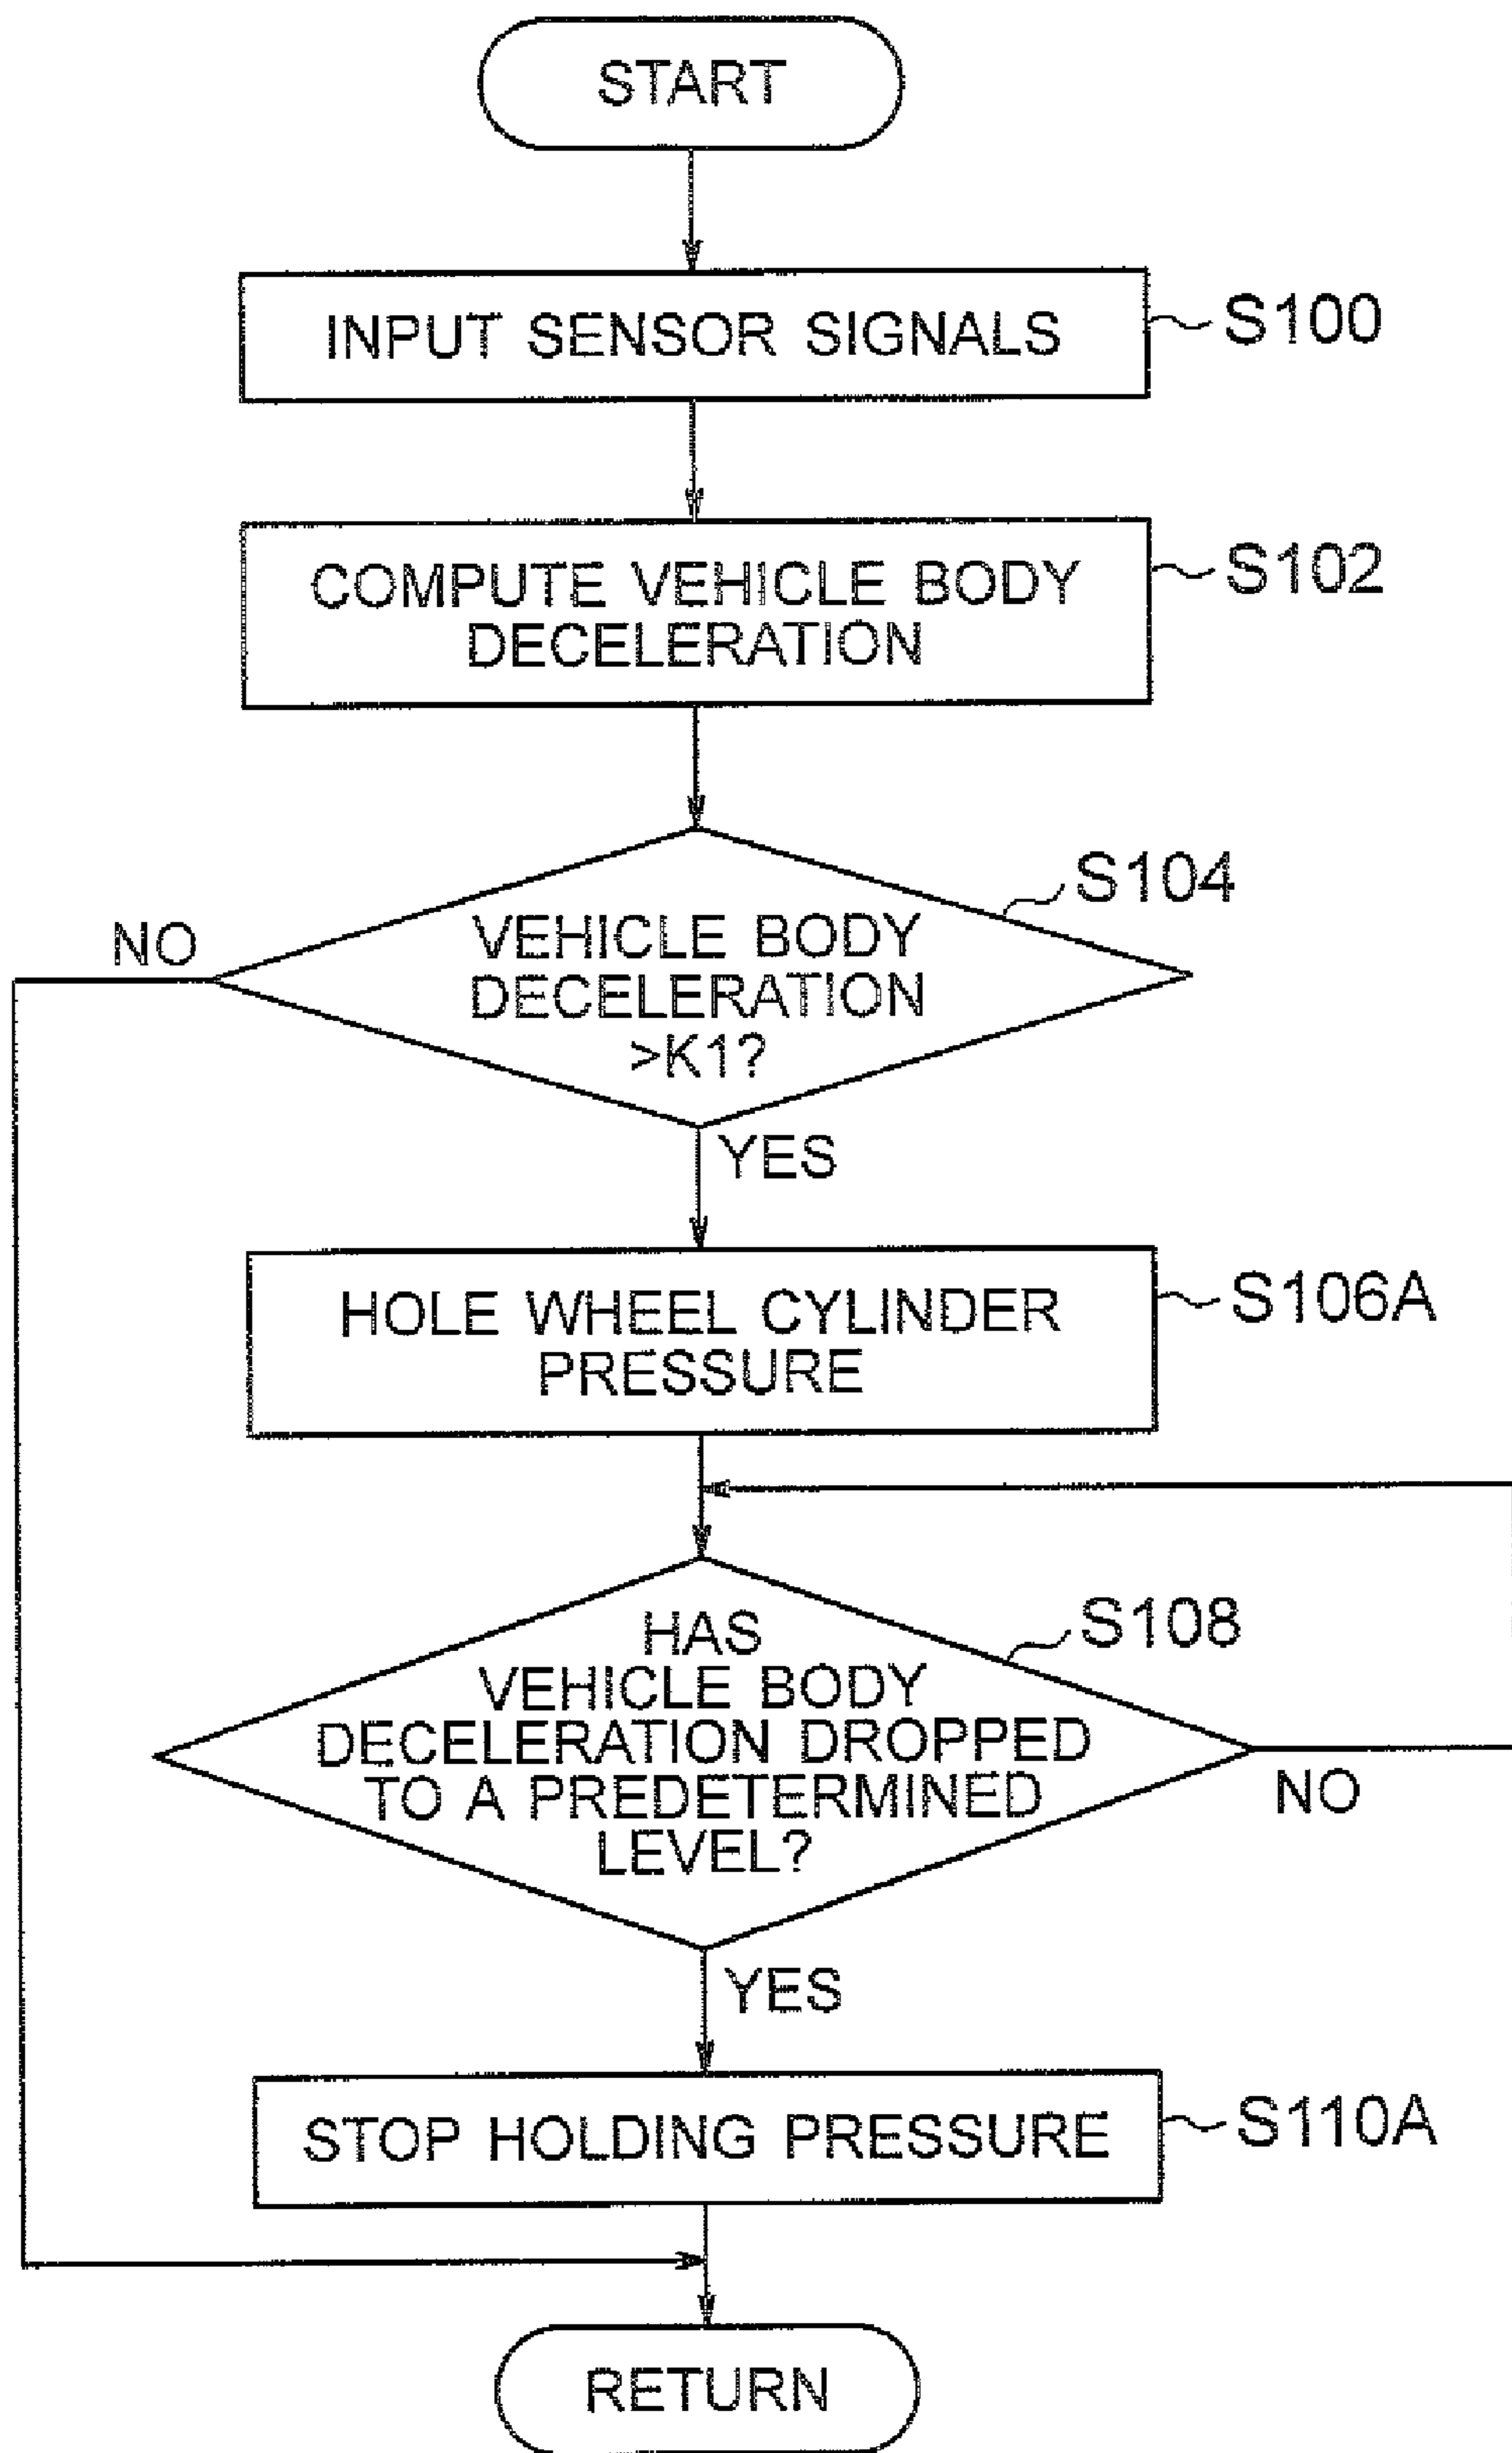 START
INPUT SENSOR SIGNALS
S100
COMPUTE VEHICLE BODY
DECELERATION
S102
S104
NO
VEHICLE BODY
DECELERATION
>K1?
YES
HOLE WHEEL CYLINDER
PRESSURE
S106A
S108
HAS
VEHICLE BODY
DECELERATION DROPPED
TO A PREDETERMINED
LEVEL?
NO
YES
STOP HOLDING PRESSURE
S110A
RETURN